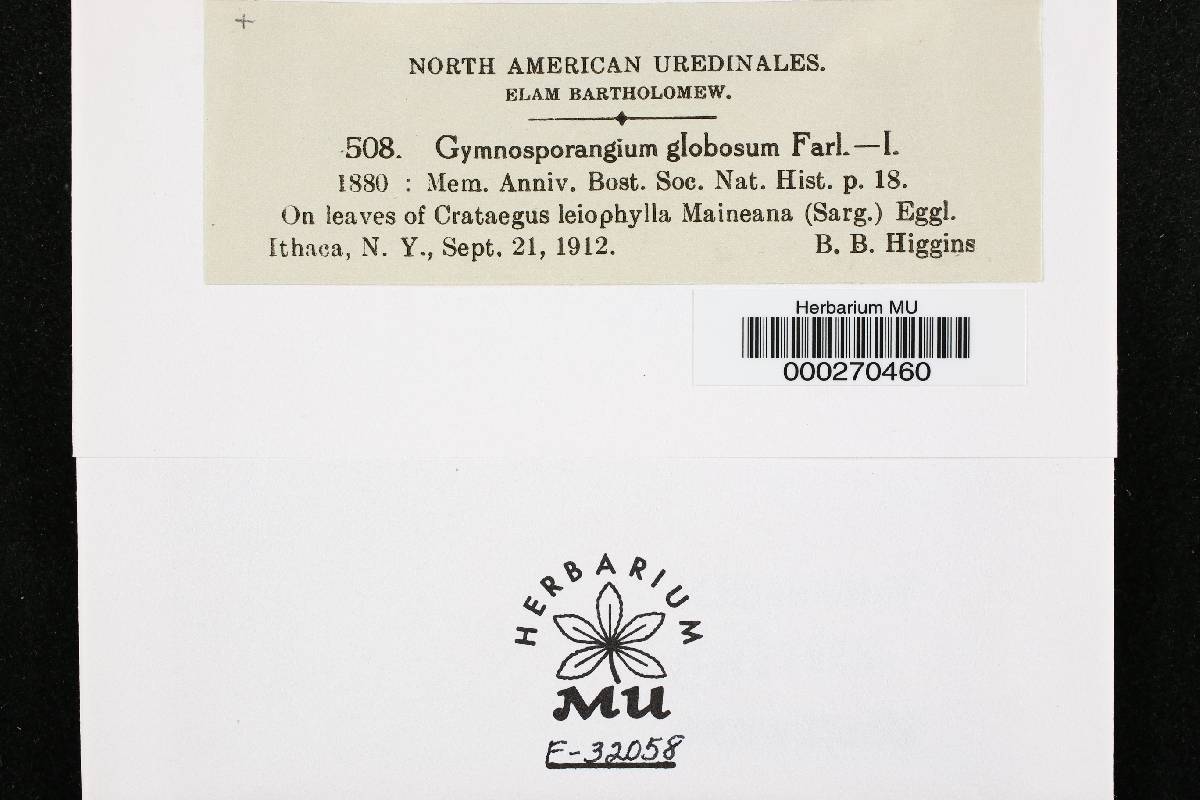 +
NORTH AMERICAN UREDINALES.
ELAM BARTHOLOMEW.
508. Gymnosporangium globosum Farl.—I.
1880 : Mem. Anniv. Bost. Soc. Nat. Hist. p. 18.
On leaves of Crataegus leiophylla Maineana (Sarg.) Eggl.
Ithaca, N. Y., Sept. 21, 1912. B. B. Higgins
Herbarium MU
000270460
HERBARIUM
MU
F-32058